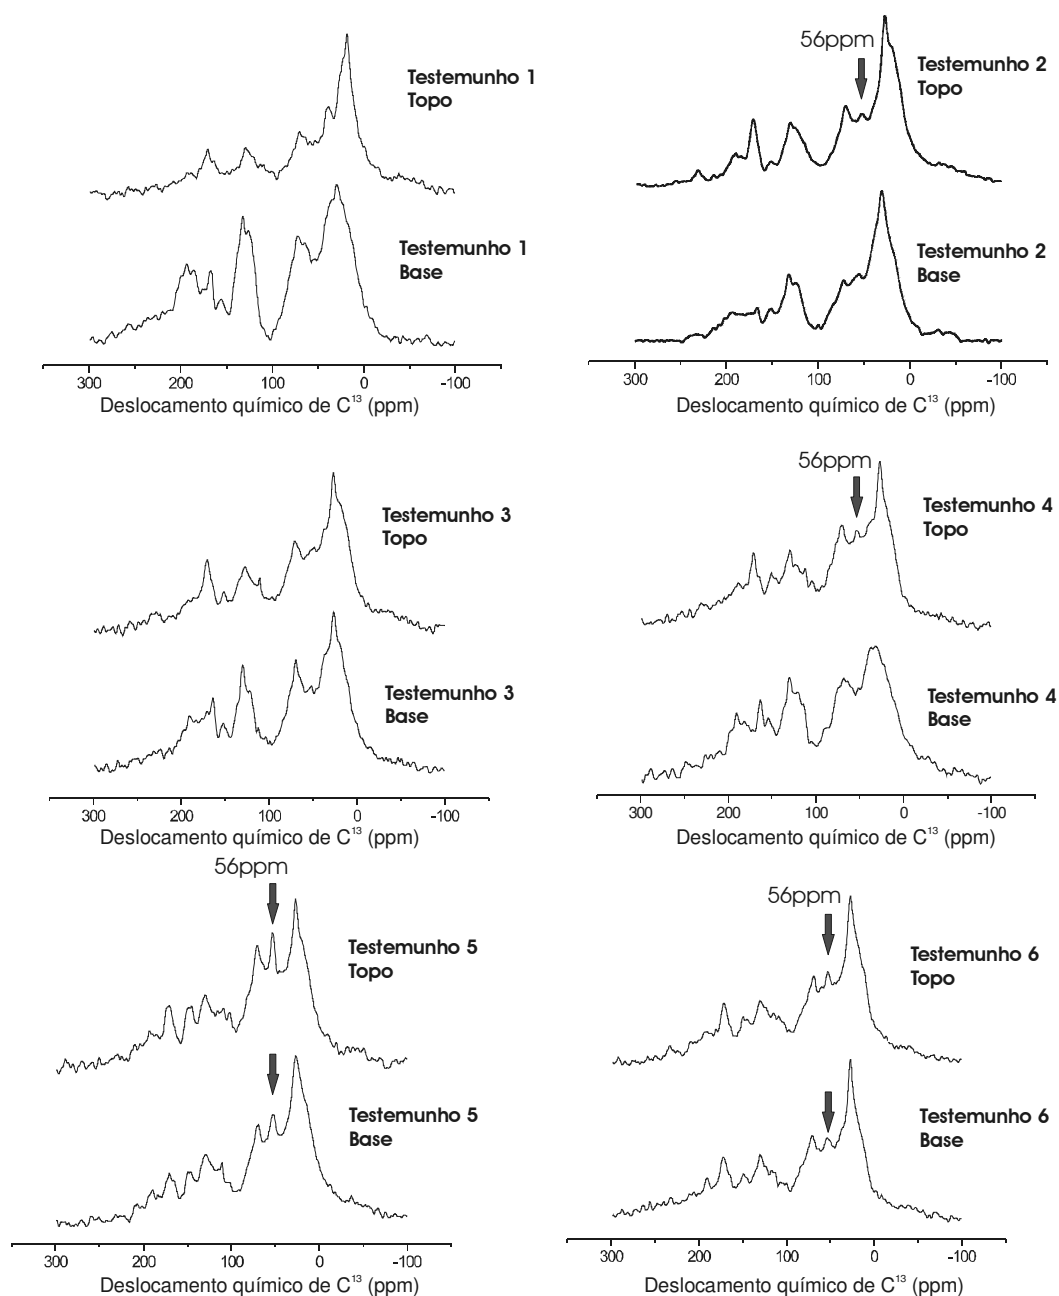 Testemunho 1
Topo
Testemunho 1
Base
300 200 100 0 -100
Deslocamento químico de C¹³ (ppm)
56ppm
Testemunho 2
Topo
Testemunho 2
Base
300 200 100 0 -100
Deslocamento químico de C¹³ (ppm)
Testemunho 3
Topo
Testemunho 3
Base
300 200 100 0 -100
Deslocamento químico de C¹³ (ppm)
56ppm
Testemunho 4
Topo
Testemunho 4
Base
300 200 100 0 -100
Deslocamento químico de C¹³ (ppm)
56ppm
Testemunho 5
Topo
Testemunho 5
Base
300 200 100 0 -100
Deslocamento químico de C¹³ (ppm)
56ppm
Testemunho 6
Topo
Testemunho 6
Base
300 200 100 0 -100
Deslocamento químico de C¹³ (ppm)